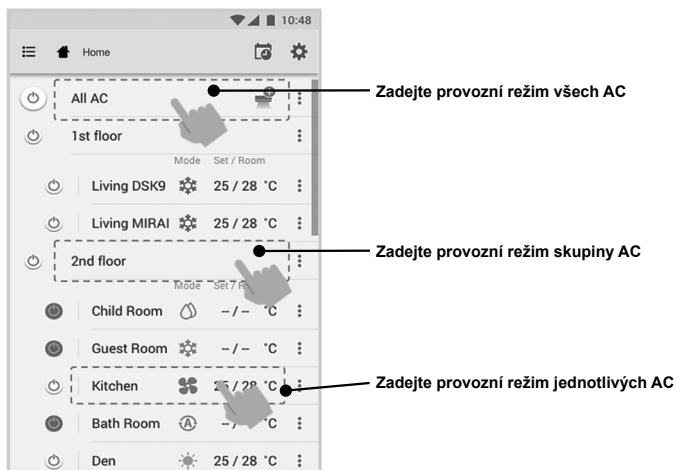 10:48
Home
All AC
Zadejte provozní režim všech AC
1st floor
Mode Set / Room
Living DSK9 25 / 28 °C
Living MIRAI 25 / 28 °C
2nd floor
Zadejte provozní režim skupiny AC
Mode Set / R
Child Room -- / -- °C
Guest Room -- / -- °C
Kitchen 25 / 28 °C
Zadejte provozní režim jednotlivých AC
Bath Room A -- / °C
Den 25 / 28 °C